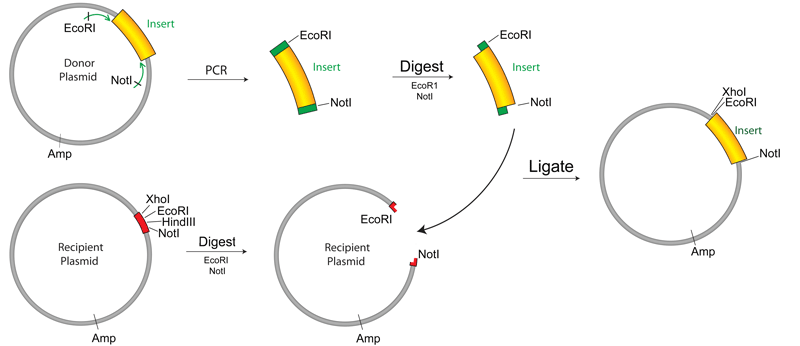 EcoRI
Insert
Donor
Plasmid
NotI
Amp
PCR
EcoRI
Insert
NotI
Digest
EcoR1
NotI
EcoRI
Insert
NotI
Ligate
XhoI
EcoRI
Insert
NotI
Amp
XhoI
EcoRI
HindIII
NotI
Recipient
Plasmid
Amp
Digest
EcoRI
NotI
EcoRI
Recipient
Plasmid
NotI
Amp